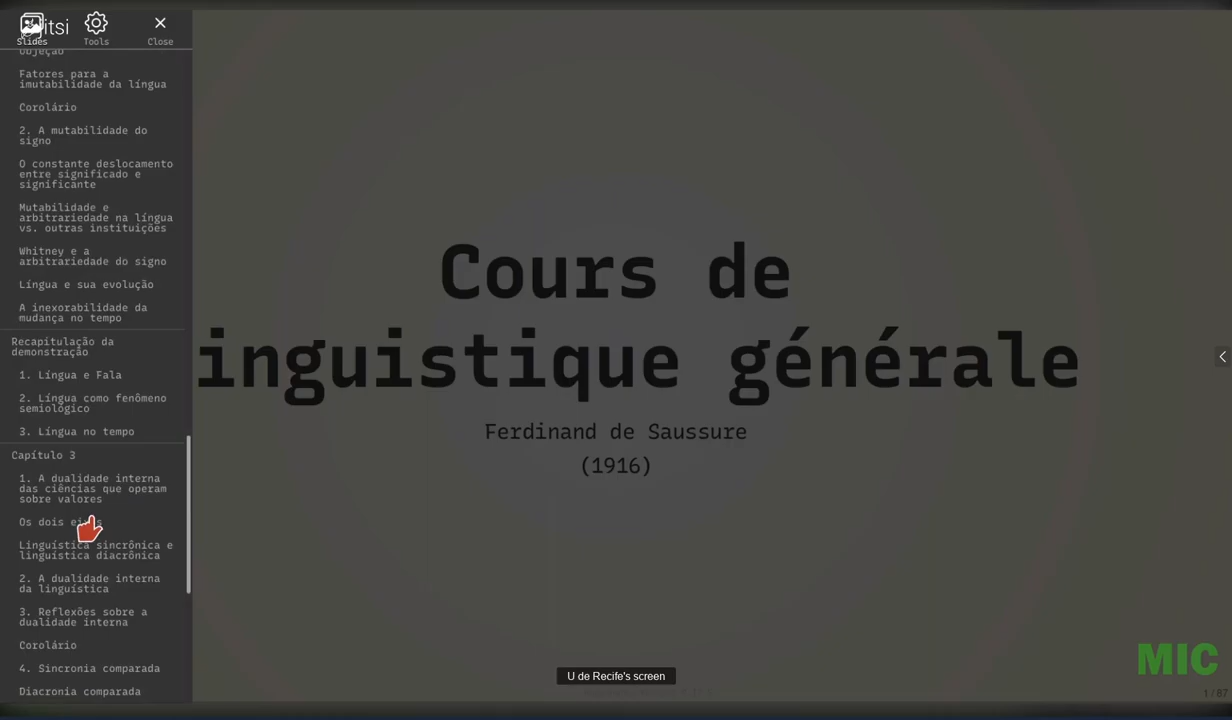 itsi
Slides
Tools
Close
Objeção
Fatores para a
imutabilidade da língua
Corolário
2. A mutabilidade do
signo
O constante deslocamento
entre significado e
significante
Mutabilidade e
arbitrariedade na língua
vs. outras instituições
Whitney e a
arbitrariedade do signo
Língua e sua evolução
A inexorabilidade da
mudança no tempo
Recapitulação da
demonstração
1. Língua e Fala
2. Língua como fenômeno
semiológico
3. Língua no tempo
Capítulo 3
1. A dualidade interna
das ciências que operam
sobre valores
Os dois
Linguística sincrônica e
linguística diacrônica
2. A dualidade interna
da linguística
3. Reflexões sobre a
dualidade interna
Corolário
4. Sincronia comparada
Diacronia comparada
Cours de
inguistique générale
Ferdinand de Saussure
(1916)
U de Recife's screen
MIC
1 / 87